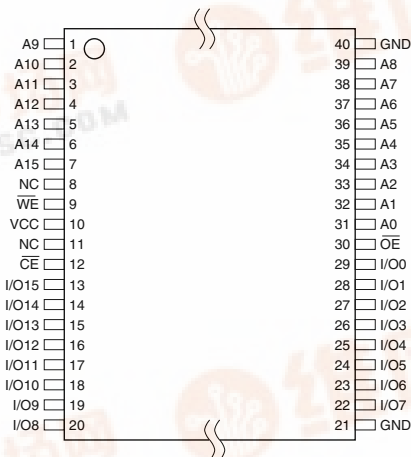 A9 1 40 GND
A10 2 39 A8
A11 3 38 A7
A12 4 37 A6
A13 5 36 A5
A14 6 35 A4
A15 7 34 A3
NC 8 33 A2
W̅E̅ 9 32 A1
VCC 10 31 A0
NC 11 30 O̅E̅
C̅E̅ 12 29 I/O0
I/O15 13 28 I/O1
I/O14 14 27 I/O2
I/O13 15 26 I/O3
I/O12 16 25 I/O4
I/O11 17 24 I/O5
I/O10 18 23 I/O6
I/O9 19 22 I/O7
I/O8 20 21 GND